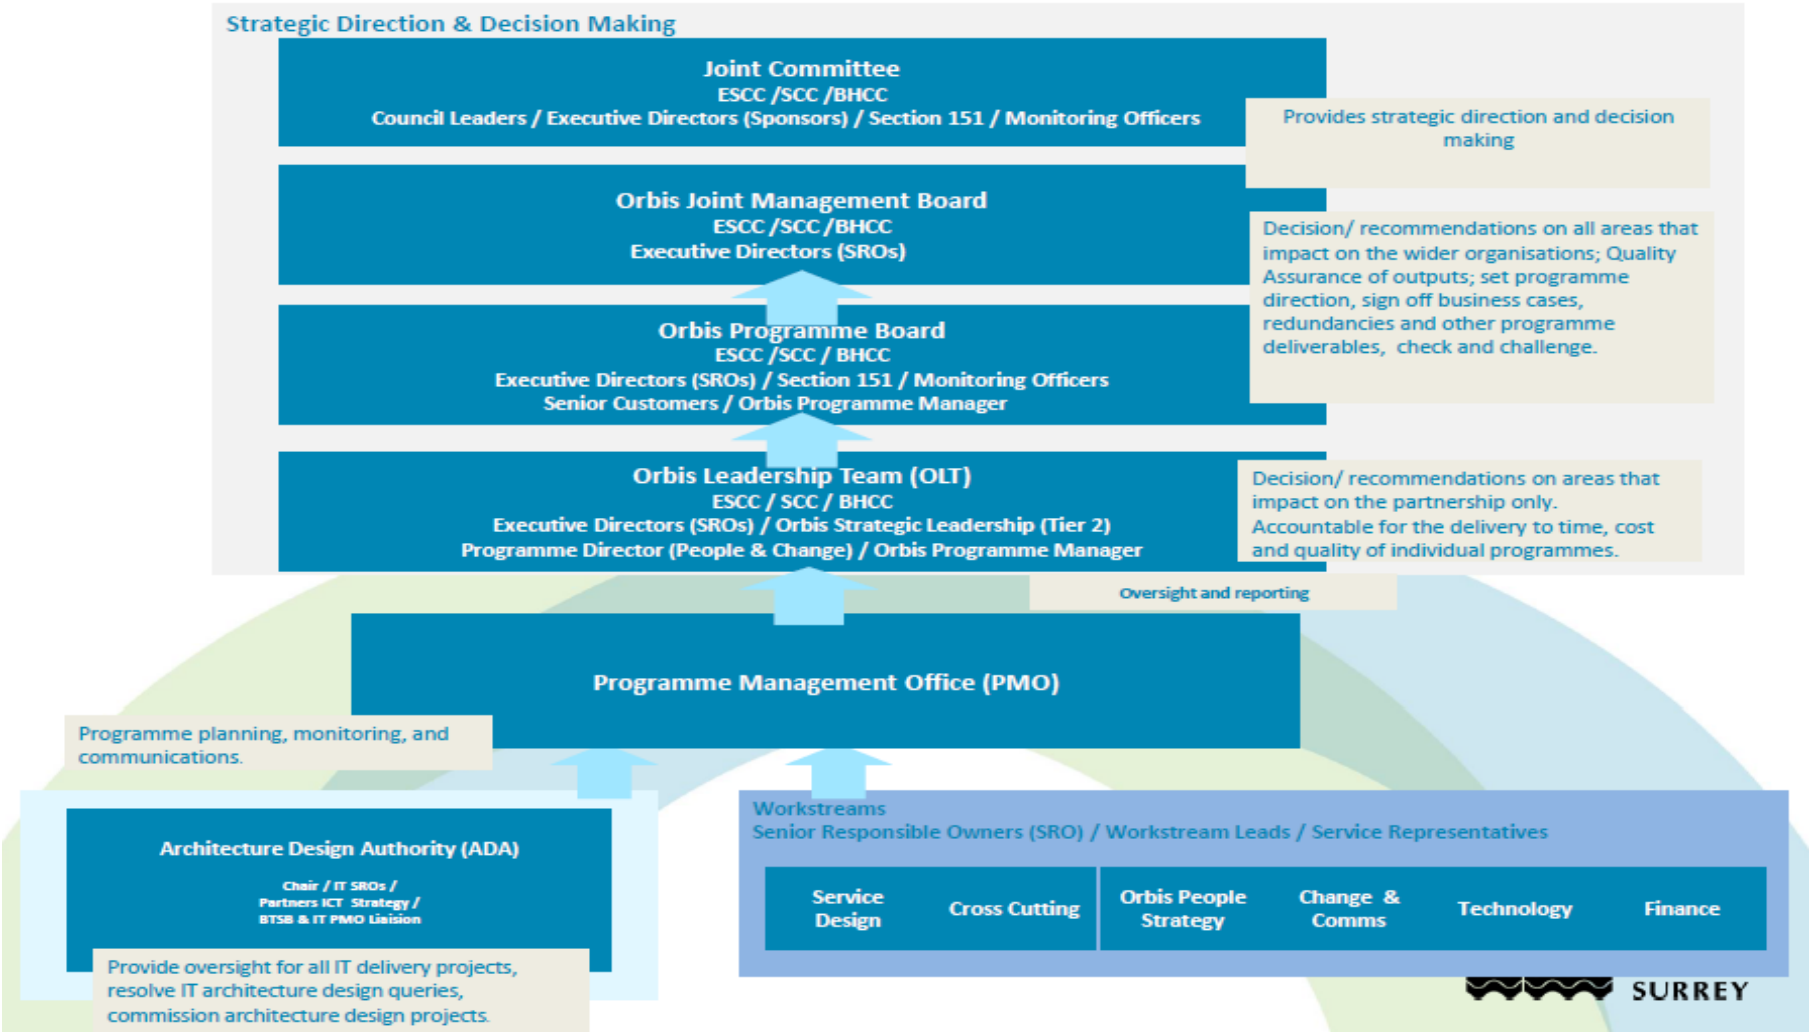 Strategic Direction & Decision Making
Joint Committee
ESCC /SCC /BHCC
Council Leaders / Executive Directors (Sponsors) / Section 151 / Monitoring Officers
Provides strategic direction and decision
making
Orbis Joint Management Board
ESCC /SCC /BHCC
Executive Directors (SROs)
Decision/ recommendations on all areas that
impact on the wider organisations; Quality
Assurance of outputs; set programme
direction, sign off business cases,
redundancies and other programme
deliverables, check and challenge.
Orbis Programme Board
ESCC /SCC / BHCC
Executive Directors (SROs) / Section 151 / Monitoring Officers
Senior Customers / Orbis Programme Manager
Orbis Leadership Team (OLT)
ESCC / SCC / BHCC
Executive Directors (SROs) / Orbis Strategic Leadership (Tier 2)
Programme Director (People & Change) / Orbis Programme Manager
Decision/ recommendations on areas that
impact on the partnership only.
Accountable for the delivery to time, cost
and quality of individual programmes.
Oversight and reporting
Programme Management Office (PMO)
Programme planning, monitoring, and
communications.
Architecture Design Authority (ADA)
Chair / IT SROs /
Partners ICT Strategy /
BTSB & IT PMO Liaision
Provide oversight for all IT delivery projects,
resolve IT architecture design queries,
commission architecture design projects.
Workstreams
Senior Responsible Owners (SRO) / Workstream Leads / Service Representatives
Service
Design
Cross Cutting
Orbis People
Strategy
Change &
Comms
Technology
Finance
SURREY